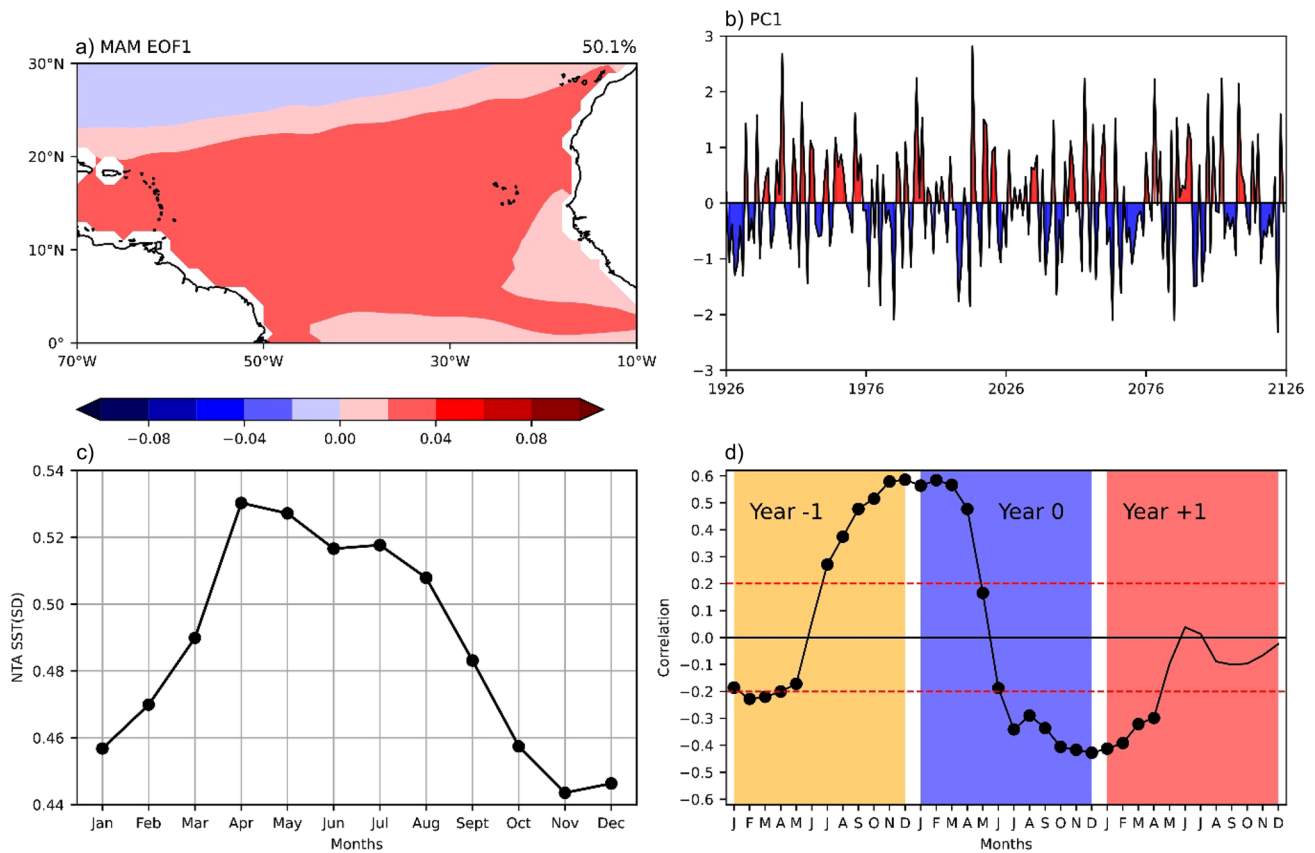 a) MAM EOF1 50.1%
30°N
20°N
10°N
0°
70°W 50°W 30°W 10°W
−0.08 −0.04 0.00 0.04 0.08
b) PC1
3
2
1
0
−1
−2
−3
1926 1976 2026 2076 2126
c)
NTA SST(SD)
0.54
0.52
0.50
0.48
0.46
0.44
Jan Feb Mar Apr May Jun Jul Aug Sept Oct Nov Dec
Months
d)
Correlation
0.6
0.5
0.4
0.3
0.2
0.1
0.0
−0.1
−0.2
−0.3
−0.4
−0.5
−0.6
Year -1 Year 0 Year +1
J F M A M J J A S O N D J F M A M J J A S O N D J F M A M J J A S O N D
Months